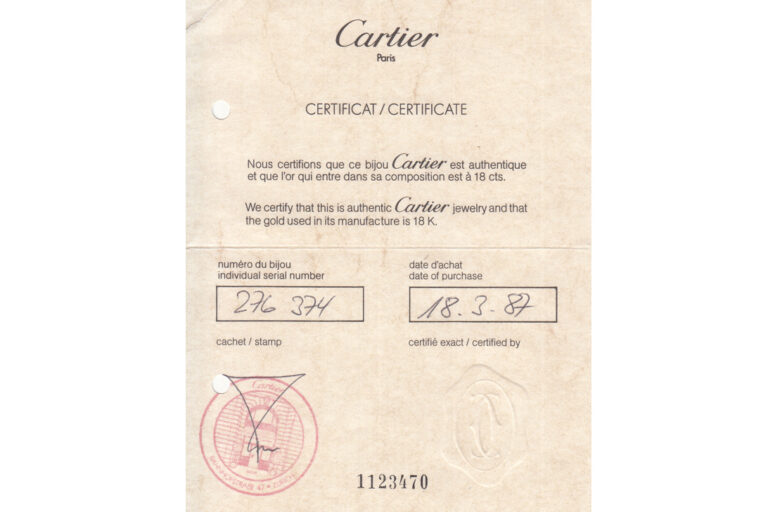 Cartier
Paris
CERTIFICAT / CERTIFICATE
Nous certifions que ce bijou Cartier est authentique
et que l'or qui entre dans sa composition est à 18 cts.
We certify that this is authentic Cartier jewelry and that
the gold used in its manufacture is 18 K.
numéro du bijou
individual serial number
276 374
date d'achat
date of purchase
18.3.87
cachet / stamp
certifié exact / certified by
Cartier
1123470